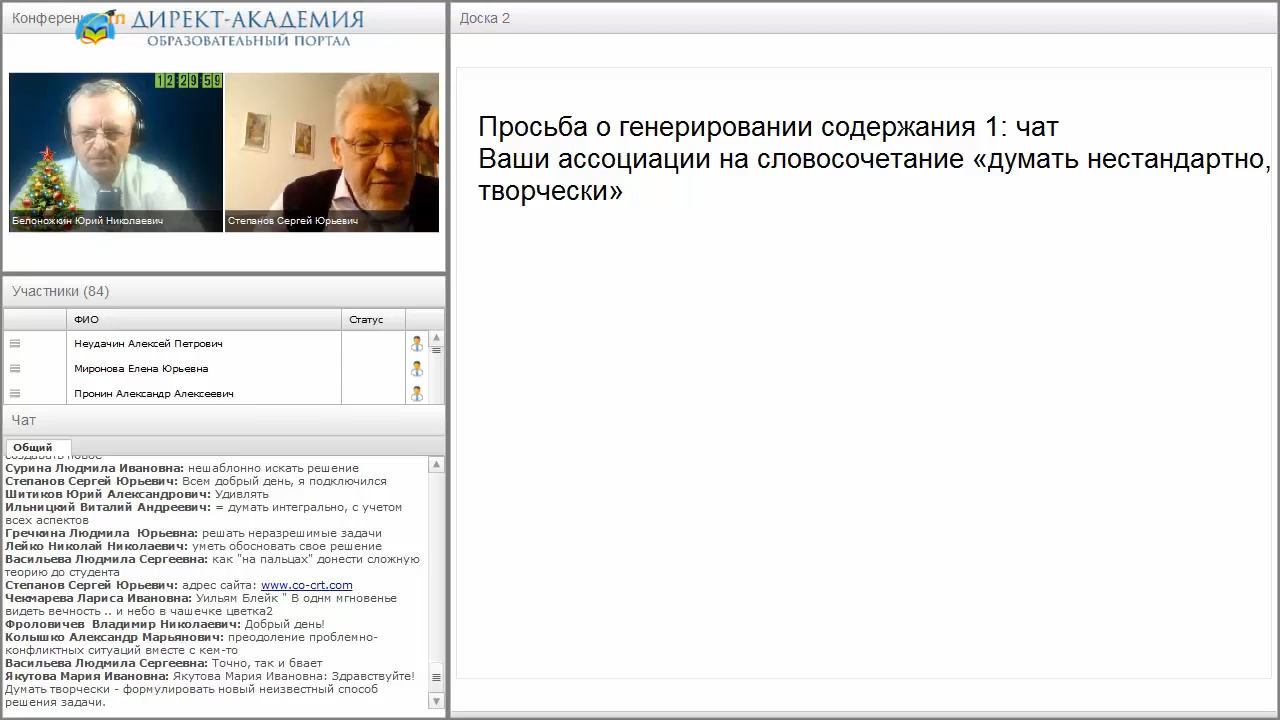 Конферен
ДИРЕКТ-АКАДЕМИЯ
ОБРАЗОВАТЕЛЬНЫЙ ПОРТАЛ
12:29:59
Белоножкин Юрий Николаевич
Степанов Сергей Юрьевич
Участники (84)
ФИО Статус
Неудачин Алексей Петрович
Миронова Елена Юрьевна
Пронин Александр Алексеевич
Чат
Общий
создавать новое
Сурина Людмила Ивановна: нешаблонно искать решение
Степанов Сергей Юрьевич: Всем добрый день, я подключился
Шитиков Юрий Александрович: Удивлять
Ильницкий Виталий Андреевич: = думать интегрально, с учетом
всех аспектов
Гречкина Людмила Юрьевна: решать неразрешимые задачи
Лейко Николай Николаевич: уметь обосновать свое решение
Васильева Людмила Сергеевна: как "на пальцах" донести сложную
теорию до студента
Степанов Сергей Юрьевич: адрес сайта: www.co-crt.com
Чекмарева Лариса Ивановна: Уильям Блейк " В однм мгновенье
видеть вечность .. и небо в чашечке цветка2
Фроловичев Владимир Николаевич: Добрый день!
Колышко Александр Марьянович: преодоление проблемно-
конфликтных ситуаций вместе с кем-то
Васильева Людмила Сергеевна: Точно, так и бвает
Якутова Мария Ивановна: Якутова Мария Ивановна: Здравствуйте!
Думать творчески - формулировать новый неизвестный способ
решения задачи.
Доска 2
Просьба о генерировании содержания 1: чат
Ваши ассоциации на словосочетание «думать нестандартно,
творчески»